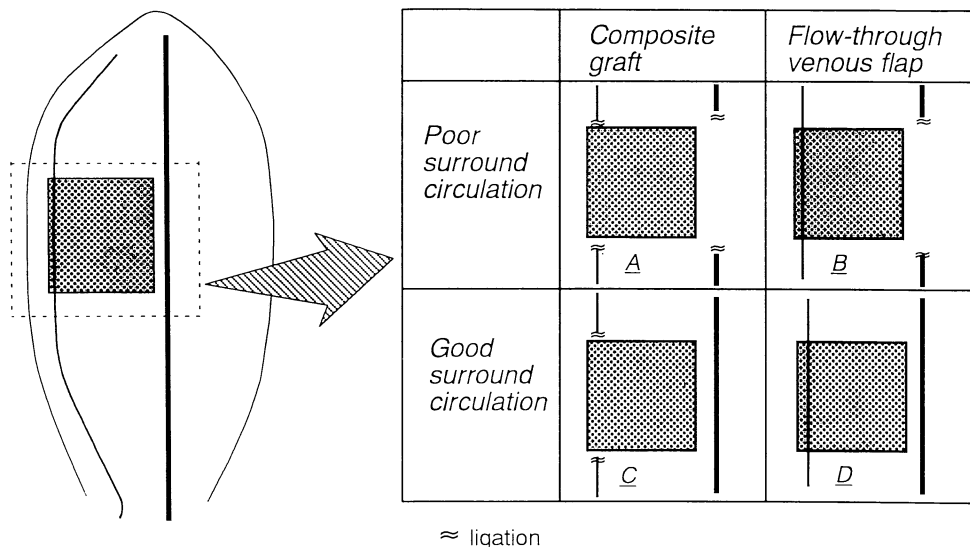 Composite
graft
Flow-through
venous flap
Poor
surround
circulation
A
B
Good
surround
circulation
C
D
≈ ligation